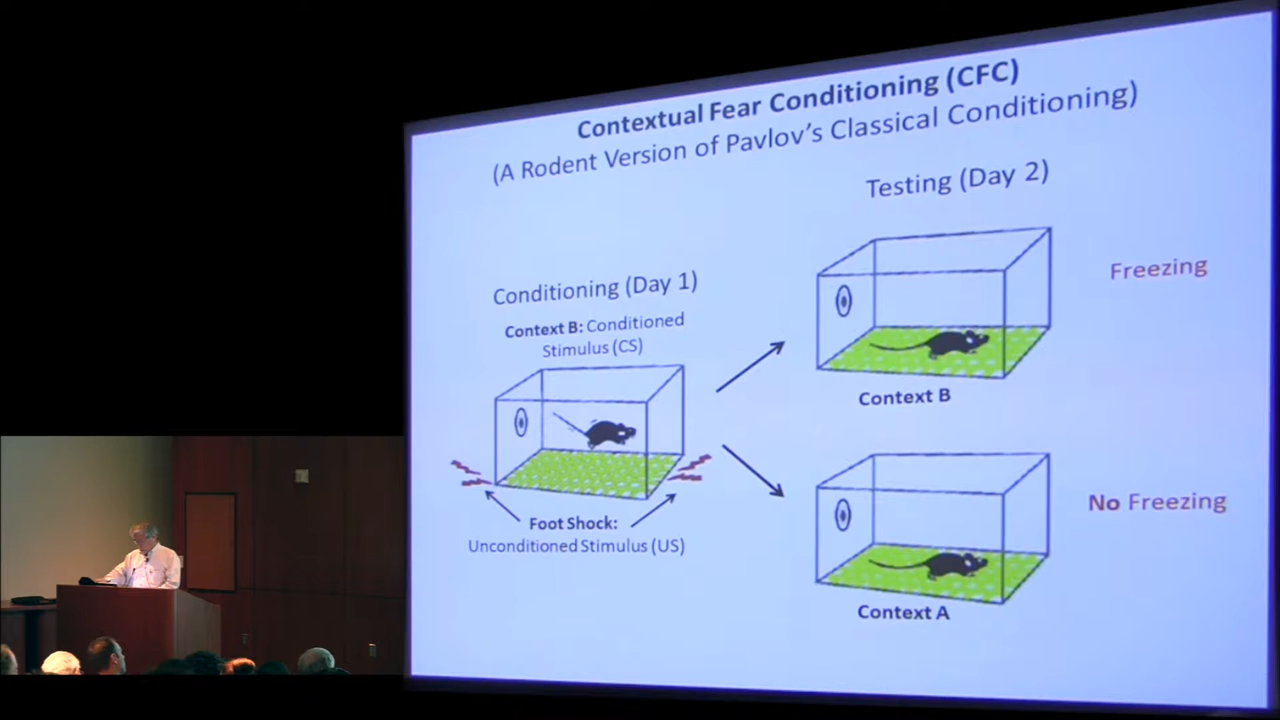 Contextual Fear Conditioning (CFC)
(A Rodent Version of Pavlov's Classical Conditioning)
Testing (Day 2)
Conditioning (Day 1)
Context B: Conditioned
Stimulus (CS)
Foot Shock:
Unconditioned Stimulus (US)
Freezing
Context B
No Freezing
Context A